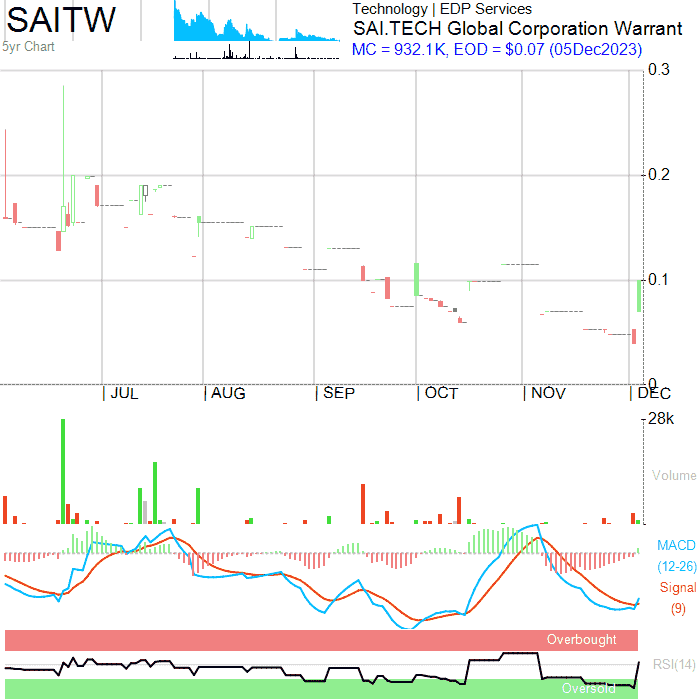 SAITW
5yr Chart
Technology | EDP Services
SAI.TECH Global Corporation Warrant
MC = 932.1K, EOD = $0.07 (05Dec2023)
0.3
0.2
0.1
0
JUL
AUG
SEP
OCT
NOV
DEC
28k
Volume
MACD
(12-26)
Signal
(9)
Overbought
RSI(14)
Oversold